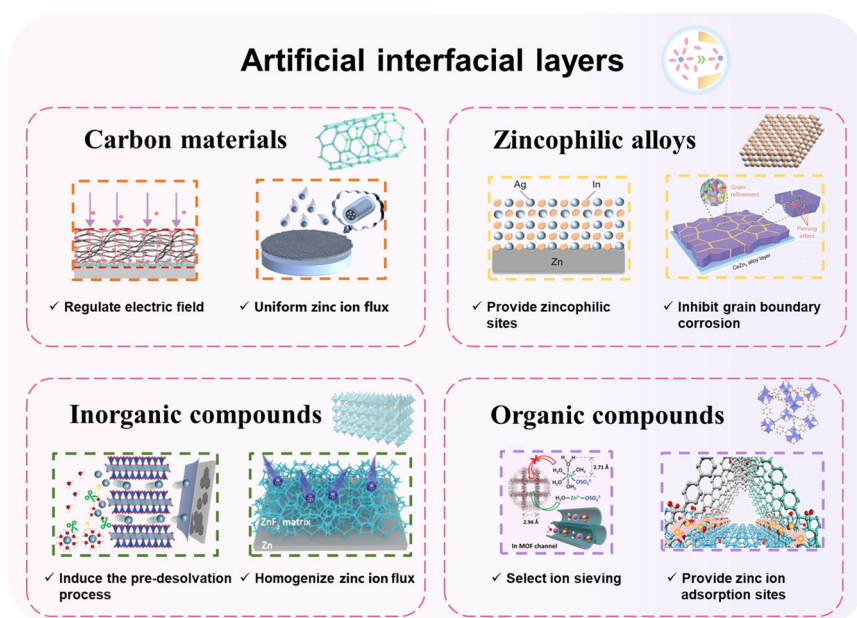 Artificial interfacial layers
Carbon materials
e e e e
✓ Regulate electric field
✓ Uniform zinc ion flux
Zincophilic alloys
Ag
In
Zn
Grain
refinement
Pinning
effect
CeZnₓ alloy layer
✓ Provide zincophilic
sites
✓ Inhibit grain boundary
corrosion
Inorganic compounds
ZnF₂ matrix
Zn
✓ Induce the pre-desolvation
process
✓ Homogenize zinc ion flux
Organic compounds
2.71 Å
2.94 Å
In MOF channel
✓ Select ion sieving
✓ Provide zinc ion
adsorption sites